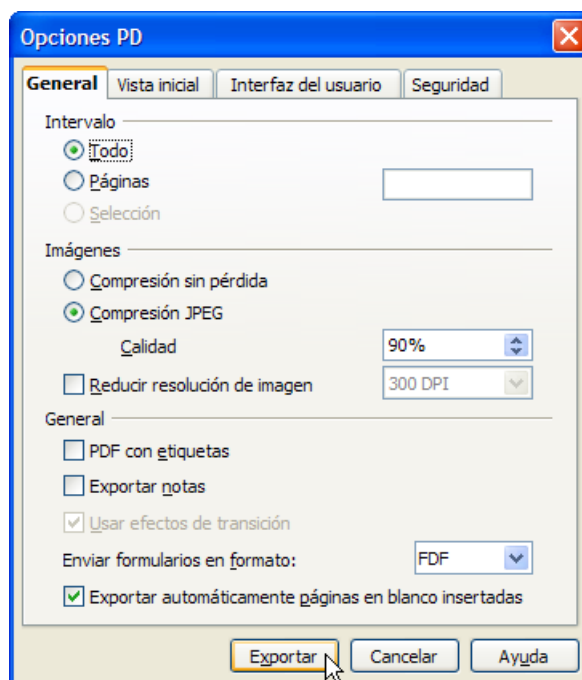 Opciones PD
General Vista inicial Interfaz del usuario Seguridad
Intervalo
Todo
Páginas
Selección
Imágenes
Compresión sin pérdida
Compresión JPEG
Calidad 90%
Reducir resolución de imagen 300 DPI
General
PDF con etiquetas
Exportar notas
Usar efectos de transición
Enviar formularios en formato: FDF
Exportar automáticamente páginas en blanco insertadas
Exportar Cancelar Ayuda